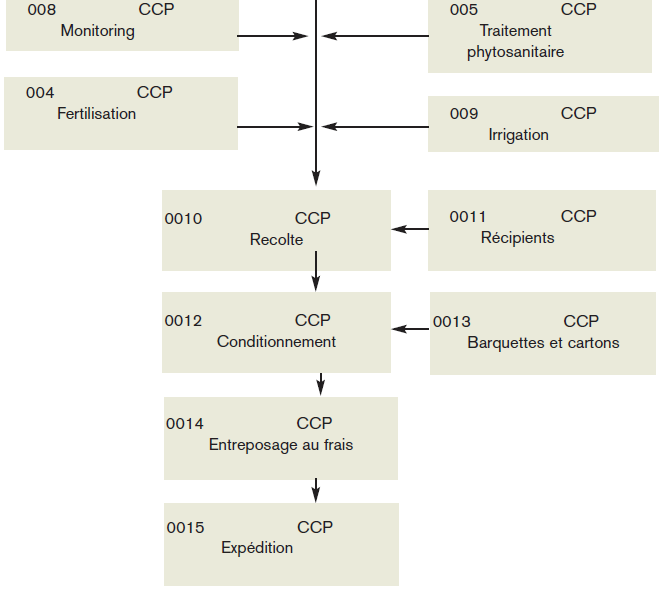 008 CCP
Monitoring
005 CCP
Traitement
phytosanitaire
004 CCP
Fertilisation
009 CCP
Irrigation
0010 CCP
Recolte
0011 CCP
Récipients
0012 CCP
Conditionnement
0013 CCP
Barquettes et cartons
0014 CCP
Entreposage au frais
0015 CCP
Expédition